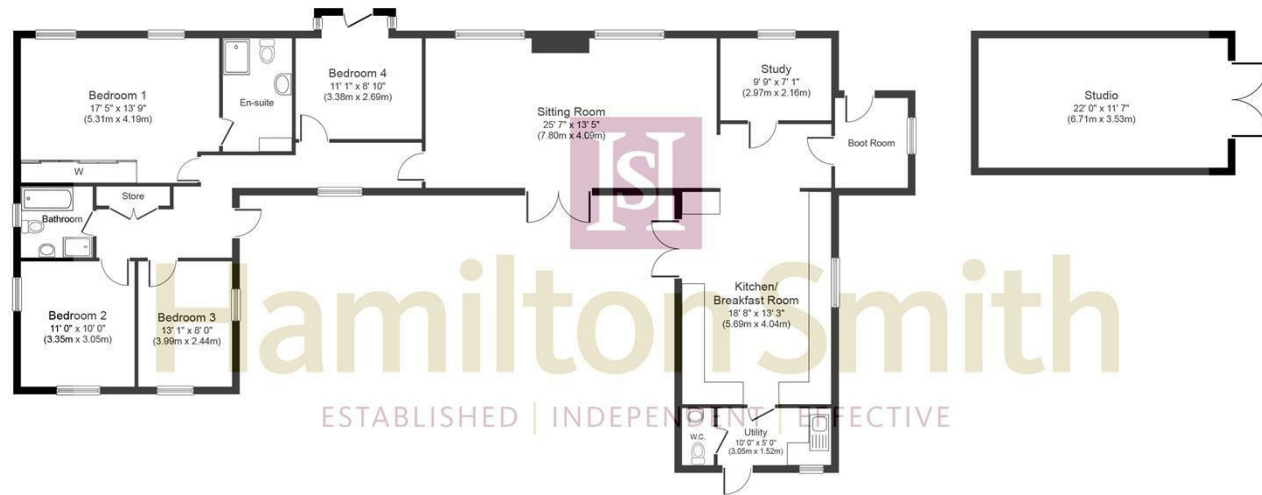 Bedroom 1
17' 5" x 13' 9"
(5.31m x 4.19m)
W
En-suite
Bedroom 4
11' 1" x 8' 10"
(3.38m x 2.69m)
Sitting Room
25' 7" x 13' 5"
(7.80m x 4.09m)
Study
9' 9" x 7' 1"
(2.97m x 2.16m)
Boot Room
Studio
22' 0" x 11' 7"
(6.71m x 3.53m)
Store
Bathroom
Bedroom 2
11' 0" x 10' 0"
(3.35m x 3.05m)
Bedroom 3
13' 1" x 8' 0"
(3.99m x 2.44m)
Kitchen/
Breakfast Room
18' 8" x 13' 3"
(5.69m x 4.04m)
W.C.
Utility
10' 0" x 5' 0"
(3.05m x 1.52m)
HS
HamiltonSmith
ESTABLISHED | INDEPENDENT | EFFECTIVE